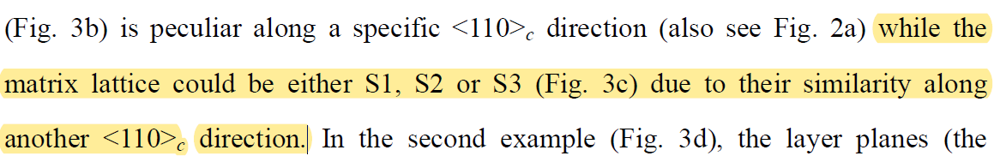 (Fig. 3b) is peculiar along a specific <110>c direction (also see Fig. 2a) while the
matrix lattice could be either S1, S2 or S3 (Fig. 3c) due to their similarity along
another <110>c direction. In the second example (Fig. 3d), the layer planes (the